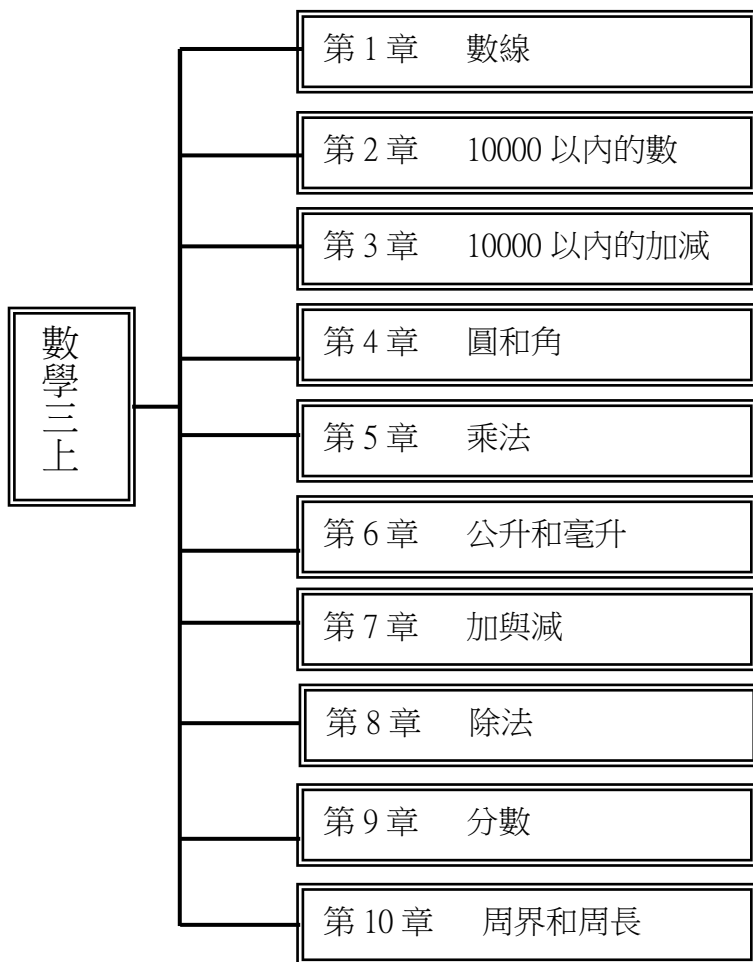 數學三上
第 1 章 數線
第 2 章 10000 以內的數
第 3 章 10000 以內的加減
第 4 章 圓和角
第 5 章 乘法
第 6 章 公升和毫升
第 7 章 加與減
第 8 章 除法
第 9 章 分數
第 10 章 周界和周長